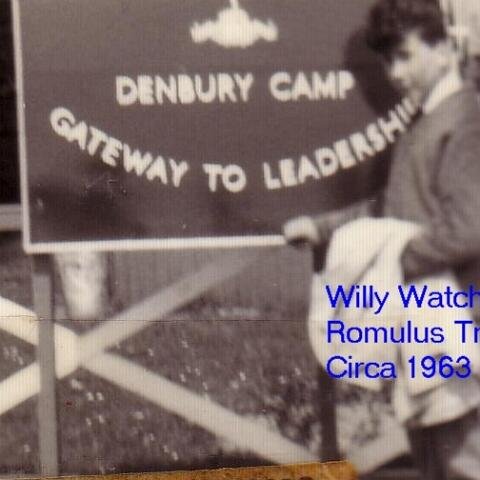 DENBURY CAMP
GATEWAY TO LEADERSHI
Willy Watch
Romulus Tr
Circa 1963